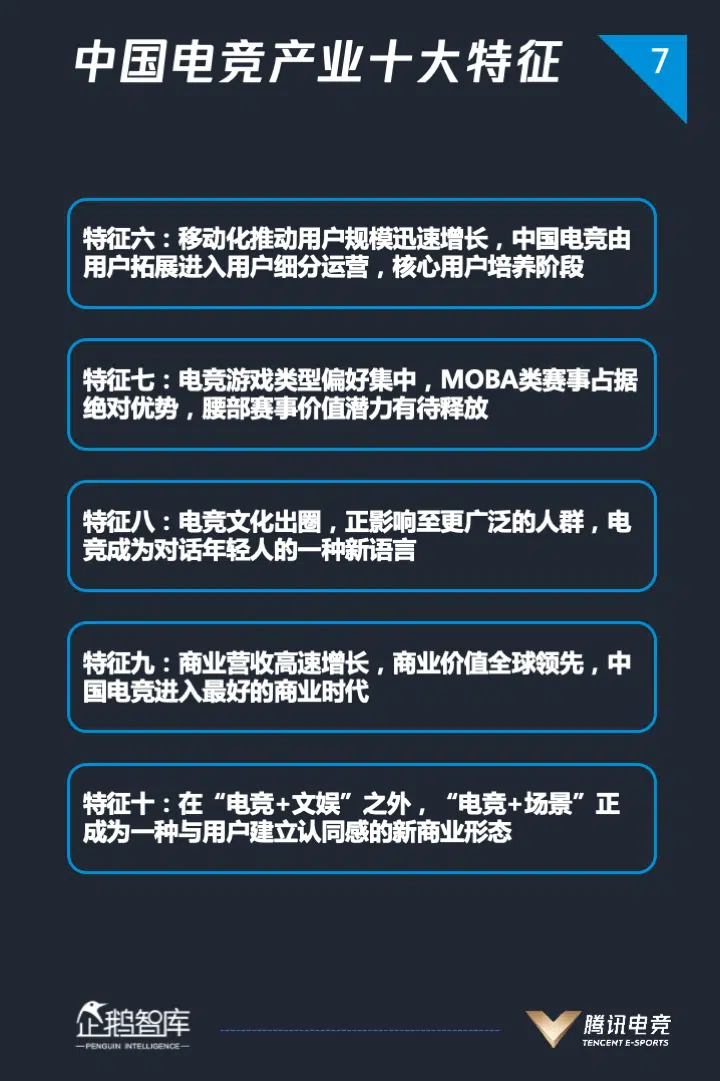 中国电竞产业十大特征
7
特征六：移动化推动用户规模迅速增长，中国电竞由
用户拓展进入用户细分运营，核心用户培养阶段
特征七：电竞游戏类型偏好集中，MOBA类赛事占据
绝对优势，腰部赛事价值潜力有待释放
特征八：电竞文化出圈，正影响至更广泛的人群，电
竞成为对话年轻人的一种新语言
特征九：商业营收高速增长，商业价值全球领先，中
国电竞进入最好的商业时代
特征十：在“电竞+文娱”之外，“电竞+场景”正
成为一种与用户建立认同感的新商业形态
企鹅智库
PENGUIN INTELLIGENCE
腾讯电竞
TENCENT E-SPORTS